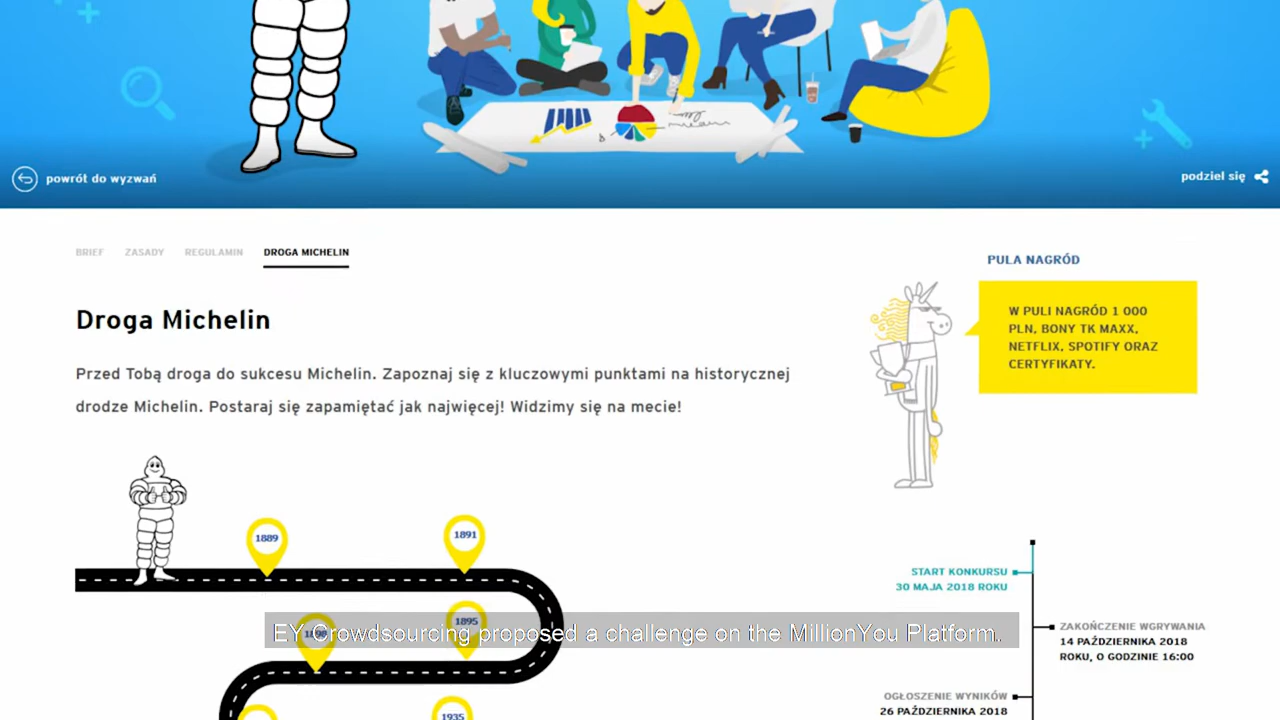 powrót do wyzwań
podziel się
BRIEF
ZASADY
REGULAMIN
DROGA MICHELIN
Droga Michelin
Przed Tobą droga do sukcesu Michelin. Zapoznaj się z kluczowymi punktami na historycznej
drodze Michelin. Postaraj się zapamiętać jak najwięcej! Widzimy się na mecie!
PULA NAGRÓD
W PULI NAGRÓD 1 000
PLN, BONY TK MAXX,
NETFLIX, SPOTIFY ORAZ
CERTYFIKATY.
1889
1891
1895
1935
EY Crowdsourcing proposed a challenge on the MillionYou Platform.
START KONKURSU
30 MAJA 2018 ROKU
ZAKOŃCZENIE WGRYWANIA
14 PAŹDZIERNIKA 2018
ROKU, O GODZINIE 16:00
OGŁOSZENIE WYNIKÓW
26 PAŹDZIERNIKA 2018